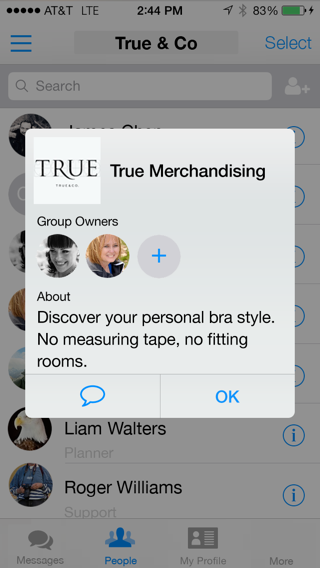 AT&T LTE 2:44 PM 83%
True & Co
Select
Search
TRUE
TRUE&CO.
True Merchandising
Group Owners
About
Discover your personal bra style.
No measuring tape, no fitting
rooms.
OK
Liam Walters
Planner
Roger Williams
Support
Messages People My Profile More